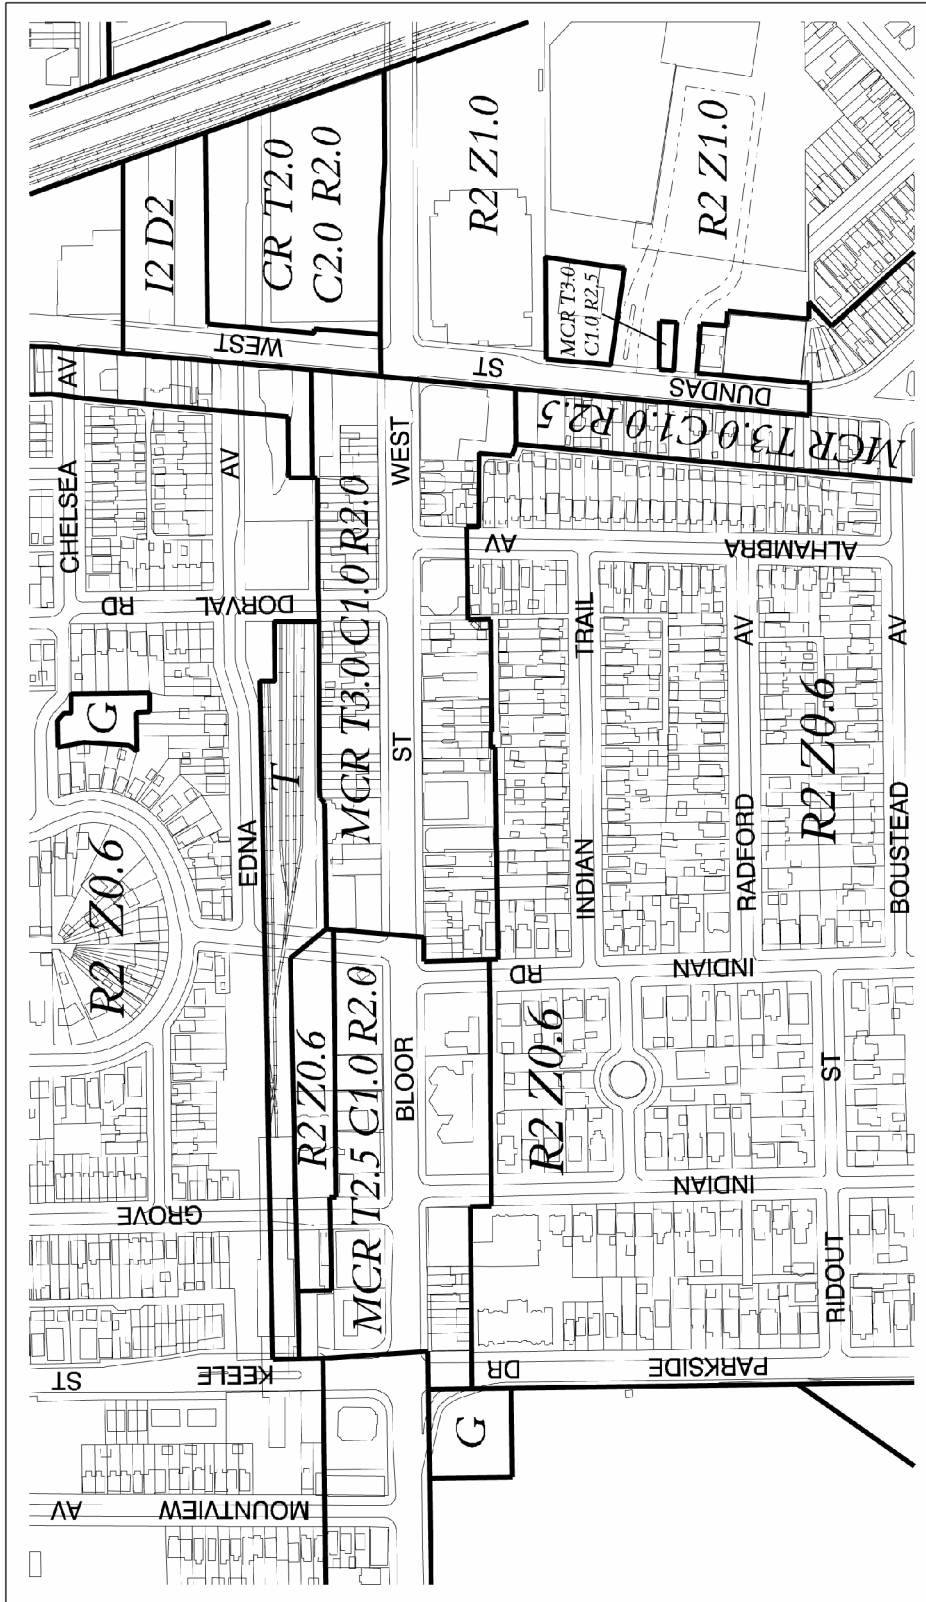 I2 D2
CR T2.0
C2.0 R2.0
R2 Z1.0
R2 Z1.0
MCR T3.0
C1.0 R2.5
WEST
ST
DUNDAS
MCR T3.0 C1.0 R2.5
AV
CHELSEA
AV
EDNA
WEST
ST
BLOOR
MCR T3.0 C1.0 R2.0
AV
ALHAMBRA
RD
DORVAL
TRAIL
INDIAN
AV
RADFORD
AV
BOUSTEAD
G
T
R2 Z0.6
R2 Z0.6
RD
INDIAN
R2 Z0.6
MCR T2.5 C1.0 R2.0
R2 Z0.6
ST
RIDOUT
GROVE
INDIAN
ST
KEELE
DR
PARKSIDE
G
AV
MOUNTVIEW